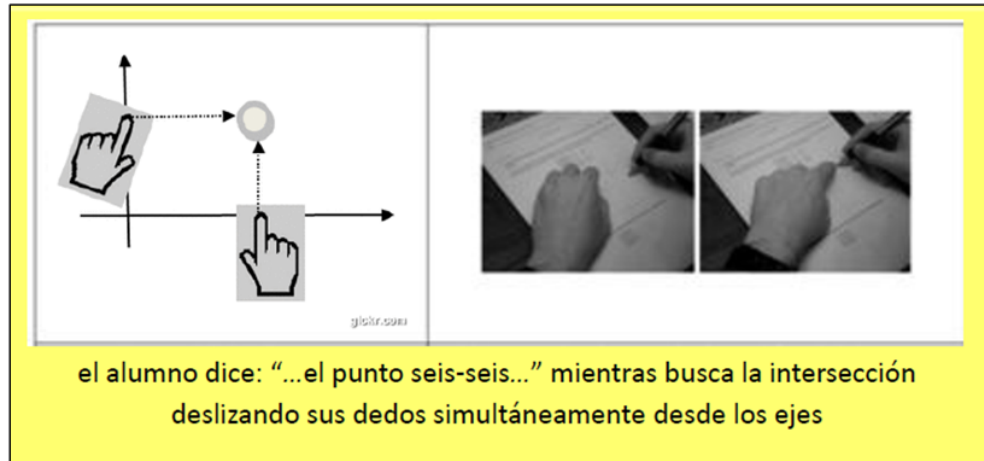 gickr.com
el alumno dice: “...el punto seis-seis...” mientras busca la intersección
deslizando sus dedos simultáneamente desde los ejes